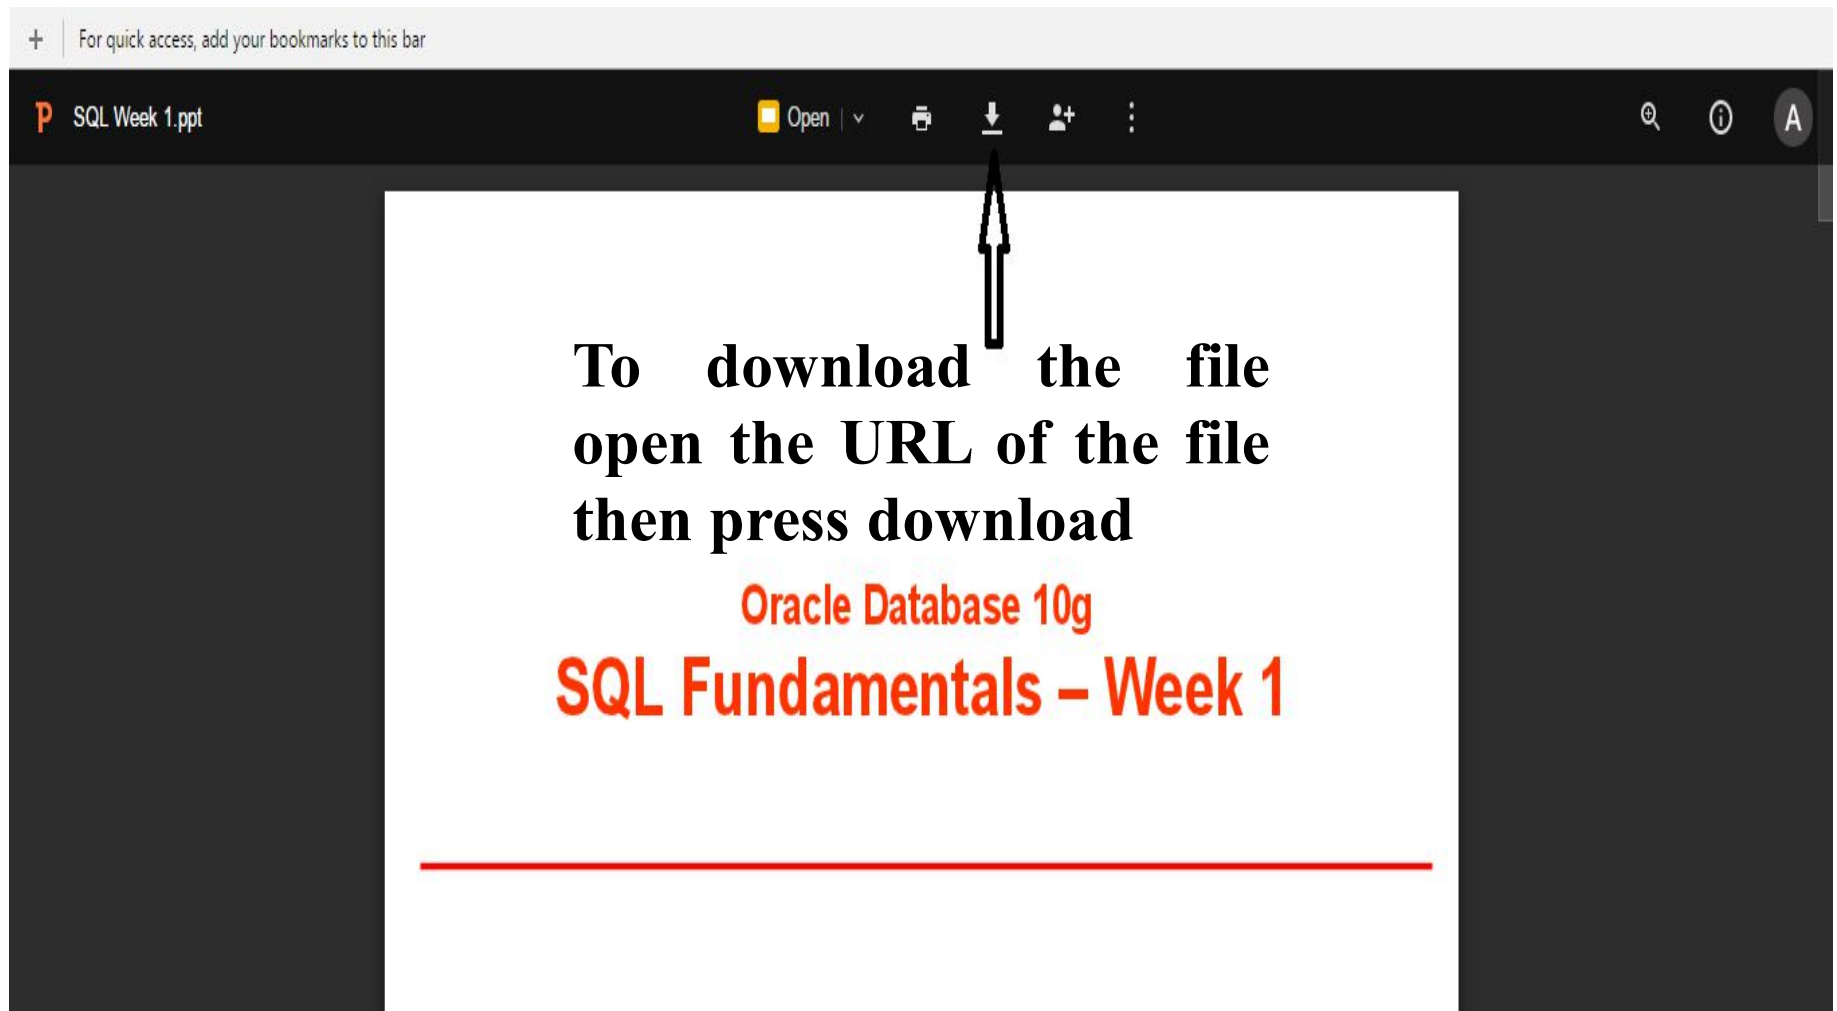 For quick access, add your bookmarks to this bar
SQL Week 1.ppt
Open
A
To download the file
open the URL of the file
then press download
Oracle Database 10g
SQL Fundamentals – Week 1